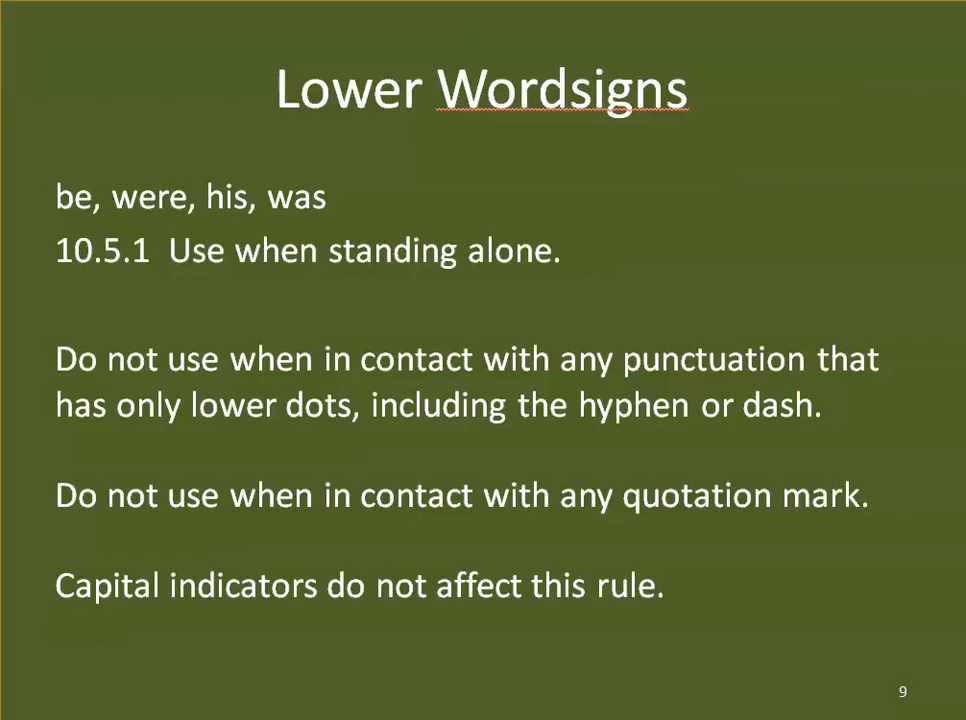 Lower Wordsigns
be, were, his, was
10.5.1 Use when standing alone.
Do not use when in contact with any punctuation that
has only lower dots, including the hyphen or dash.
Do not use when in contact with any quotation mark.
Capital indicators do not affect this rule.
9